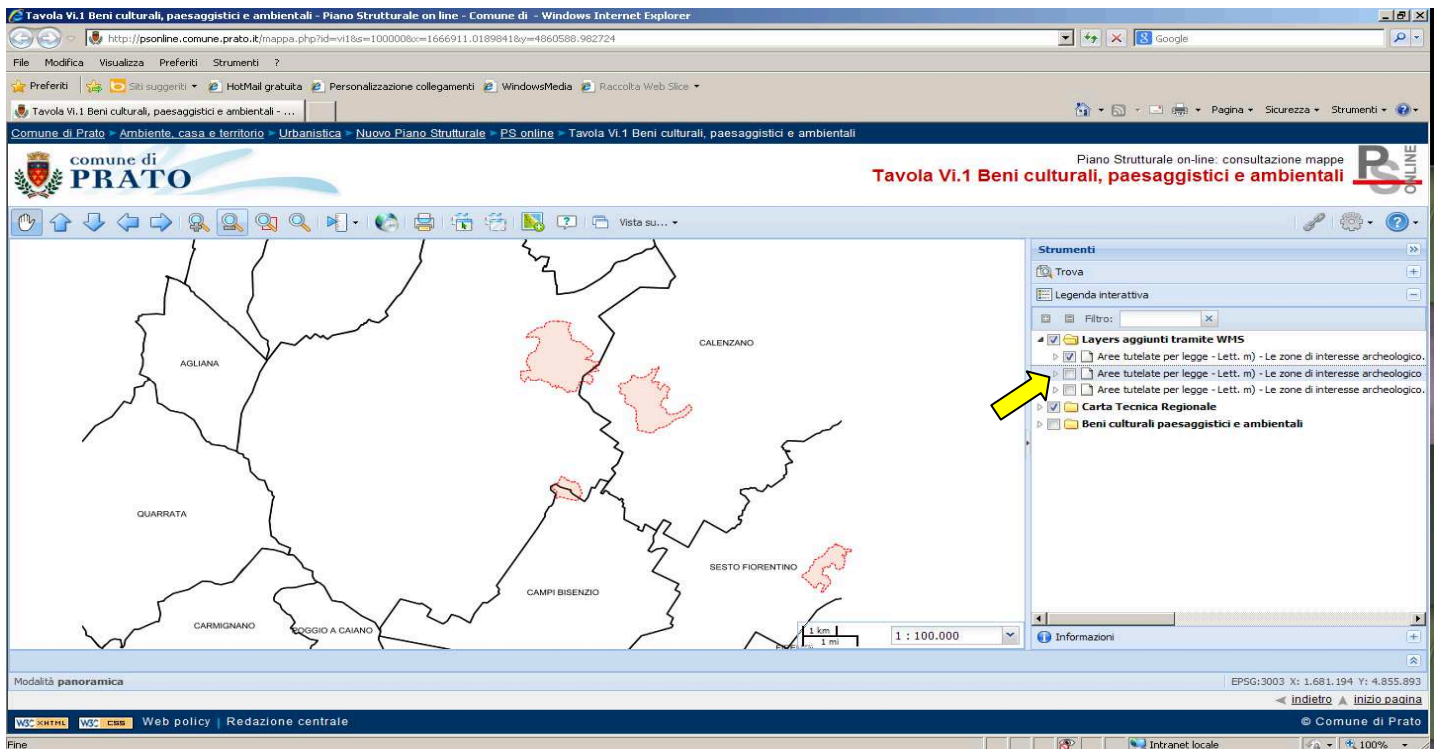 Tavola Vi.1 Beni culturali, paesaggistici e ambientali - Piano Strutturale on line - Comune di - Windows Internet Explorer
http://psonline.comune.prato.it/mappa.php?id=vi1&s=100000&x=1666911.0189841&y=4860588.982724
Google
File Modifica Visualizza Preferiti Strumenti ?
Preferiti Siti suggeriti HotMail gratuita Personalizzazione collegamenti WindowsMedia Raccolta Web Slice
Tavola Vi.1 Beni culturali, paesaggistici e ambientali - ...
Pagina Sicurezza Strumenti
Comune di Prato > Ambiente, casa e territorio > Urbanistica > Nuovo Piano Strutturale > PS online > Tavola Vi.1 Beni culturali, paesaggistici e ambientali
comune di
PRATO
Piano Strutturale on-line: consultazione mappe
Tavola Vi.1 Beni culturali, paesaggistici e ambientali
PS ONLINE
Vista su...
Strumenti
Trova
Legenda interattiva
Filtro:
Layers aggiunti tramite WMS
Aree tutelate per legge - Lett. m) - Le zone di interesse archeologico.
Aree tutelate per legge - Lett. m) - Le zone di interesse archeologico
Aree tutelate per legge - Lett. m) - Le zone di interesse archeologico.
Carta Tecnica Regionale
Beni culturali paesaggistici e ambientali
CALENZANO
AGLIANA
QUARRATA
SESTO FIORENTINO
CAMPI BISENZIO
CARMIGNANO
POGGIO A CAIANO
1 km
1 mi
1 : 100.000
Informazioni
Modalità panoramica
EPSG:3003 X: 1.681.194 Y: 4.855.893
indietro inizio pagina
W3C XHTML W3C CSS Web policy | Redazione centrale
© Comune di Prato
Fine
Intranet locale
100%